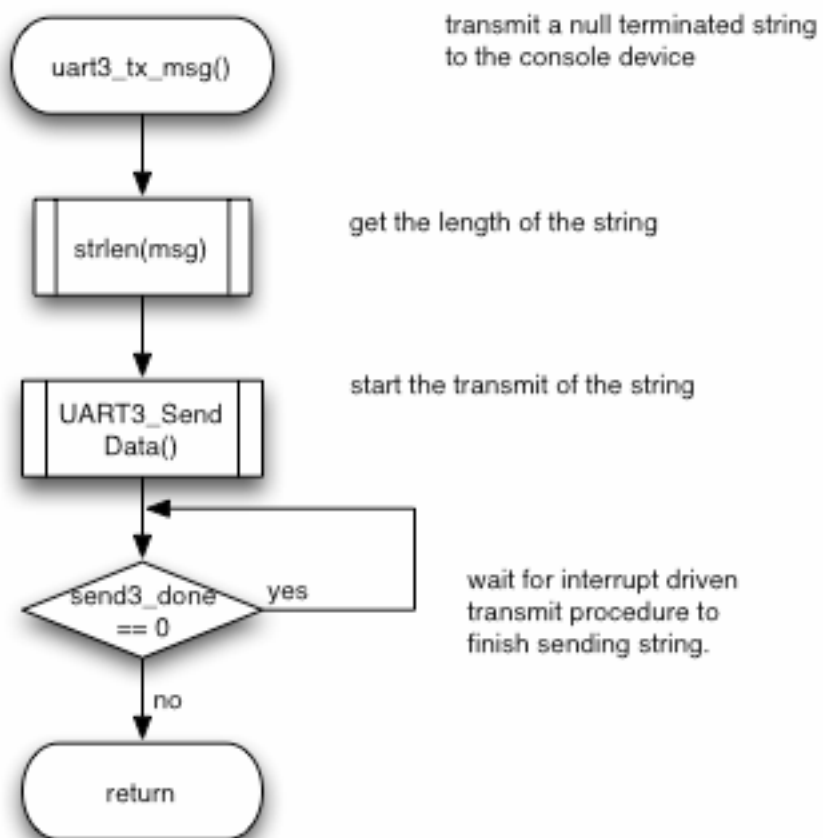 uart3_tx_msg()
transmit a null terminated string
to the console device
strlen(msg)
get the length of the string
UART3_Send
Data()
start the transmit of the string
send3_done
== 0
yes
wait for interrupt driven
transmit procedure to
finish sending string.
no
return